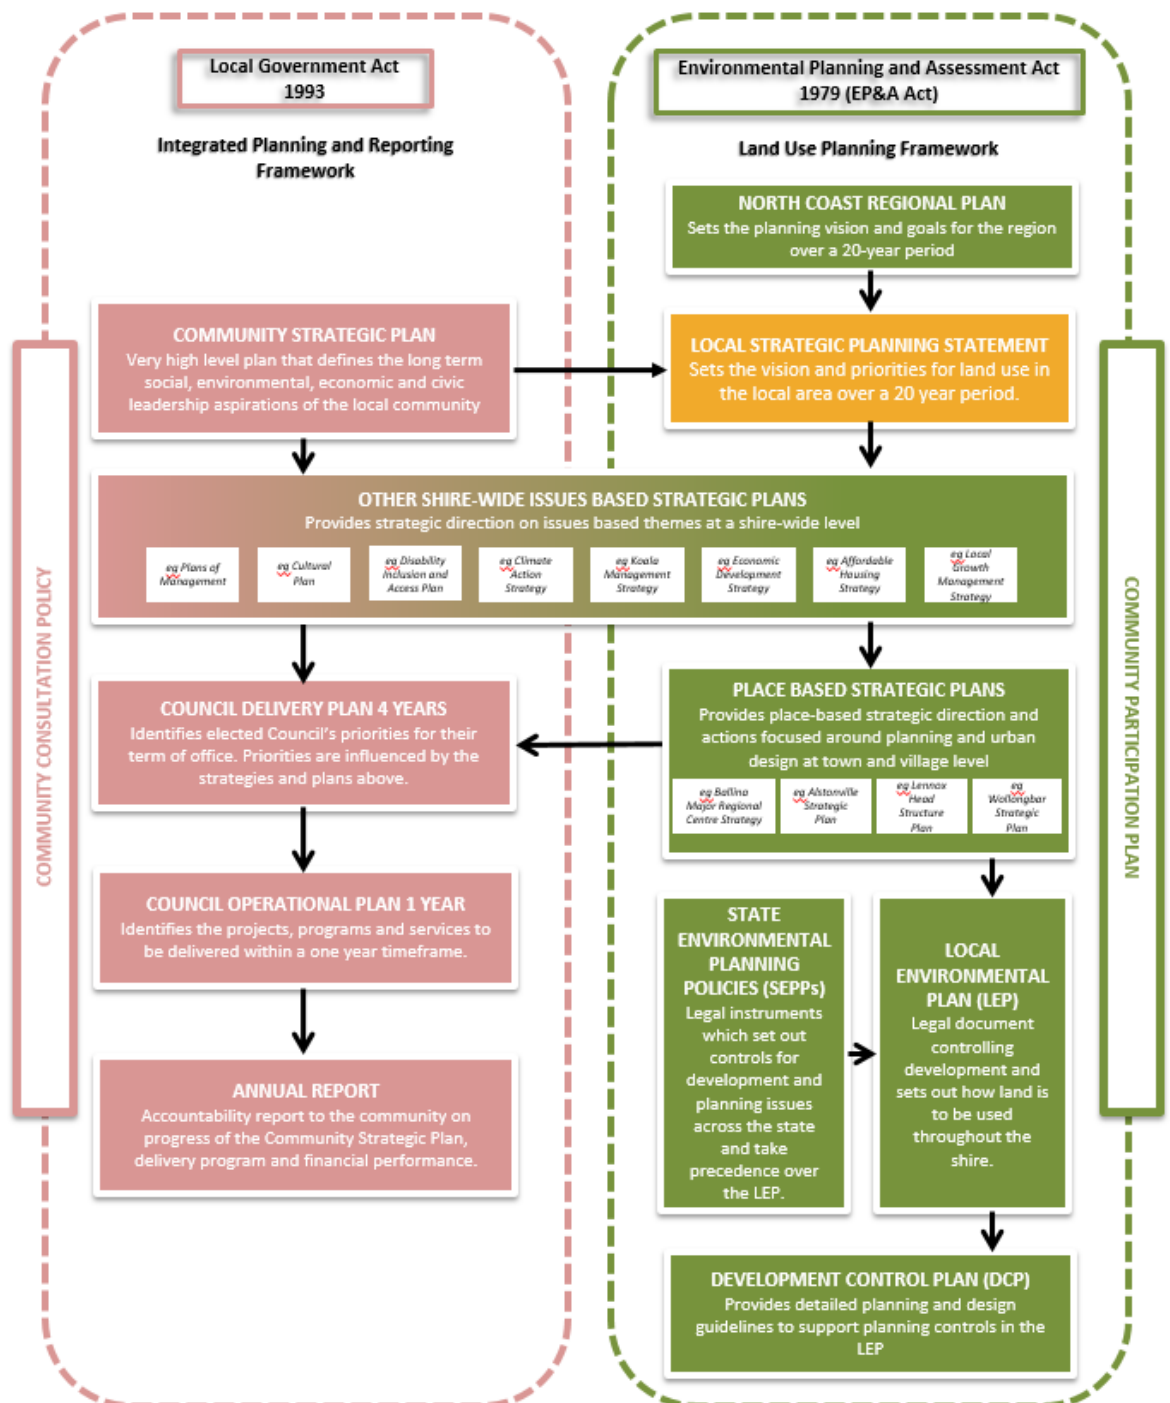 Local Government Act
1993
Integrated Planning and Reporting
Framework
Environmental Planning and Assessment Act
1979 (EP&A Act)
Land Use Planning Framework
NORTH COAST REGIONAL PLAN
Sets the planning vision and goals for the region
over a 20-year period
COMMUNITY STRATEGIC PLAN
Very high level plan that defines the long term
social, environmental, economic and civic
leadership aspirations of the local community
LOCAL STRATEGIC PLANNING STATEMENT
Sets the vision and priorities for land use in
the local area over a 20 year period.
OTHER SHIRE-WIDE ISSUES BASED STRATEGIC PLANS
Provides strategic direction on issues based themes at a shire-wide level
eg Plans of
Management
eg Cultural
Plan
eg Disability
Inclusion and
Access Plan
eg Climate
Action
Strategy
eg Koala
Management
Strategy
eg Economic
Development
Strategy
eg Affordable
Housing
Strategy
eg Local
Growth
Management
Strategy
COMMUNITY CONSULTATION POLICY
COMMUNITY PARTICIPATION PLAN
COUNCIL DELIVERY PLAN 4 YEARS
Identifies elected Council's priorities for their
term of office. Priorities are influenced by the
strategies and plans above.
PLACE BASED STRATEGIC PLANS
Provides place-based strategic direction and
actions focused around planning and urban
design at town and village level
eg Ballina
Major Regional
Centre Strategy
eg Alstonville
Strategic
Plan
eg Lennox
Head
Structure
Plan
eg
Wollongbar
Strategic
Plan
COUNCIL OPERATIONAL PLAN 1 YEAR
Identifies the projects, programs and services to
be delivered within a one year timeframe.
STATE
ENVIRONMENTAL
PLANNING
POLICIES (SEPPs)
Legal instruments
which set out
controls for
development and
planning issues
across the state
and take
precedence over
the LEP.
LOCAL
ENVIRONMENTAL
PLAN (LEP)
Legal document
controlling
development and
sets out how land is
to be used
throughout the
shire.
ANNUAL REPORT
Accountability report to the community on
progress of the Community Strategic Plan,
delivery program and financial performance.
DEVELOPMENT CONTROL PLAN (DCP)
Provides detailed planning and design
guidelines to support planning controls in the
LEP